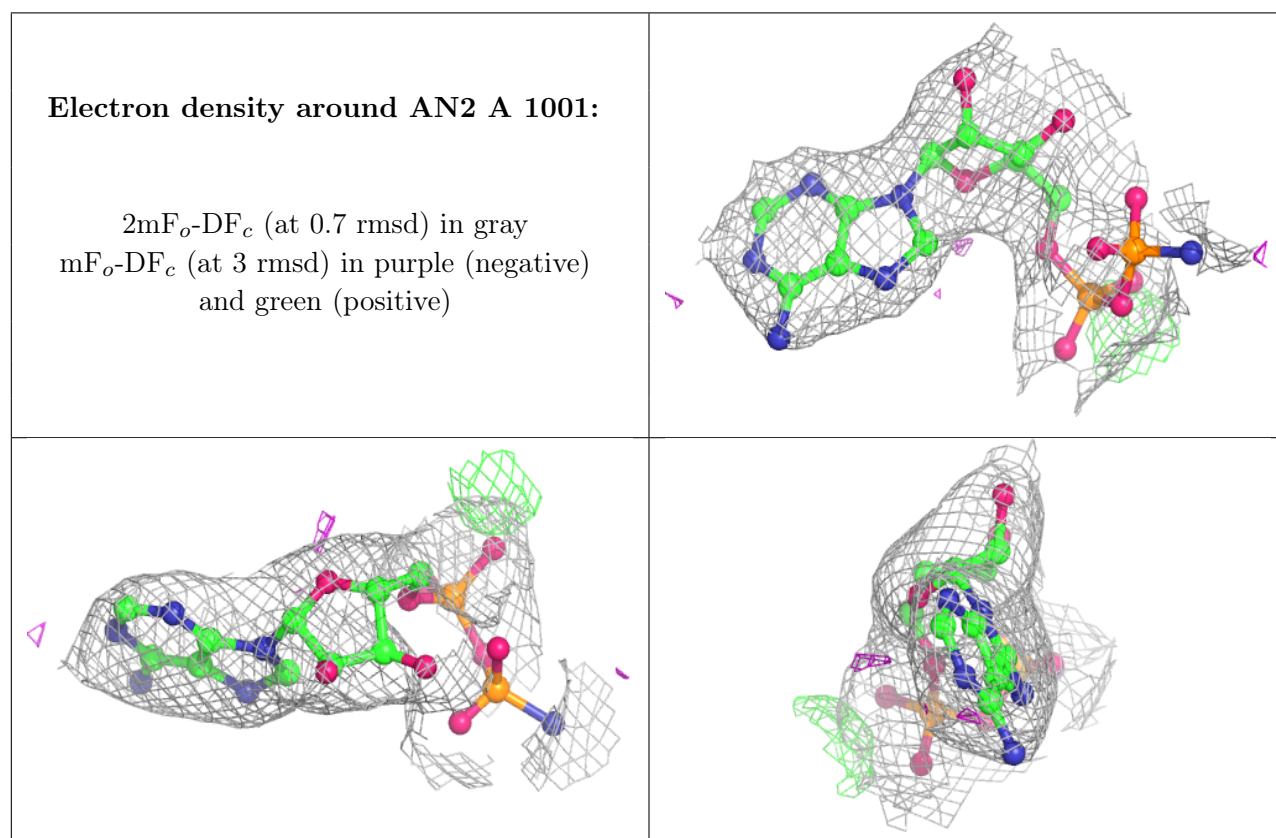 Electron density around AN2 A 1001:
2mFo-DFc (at 0.7 rmsd) in gray
mFo-DFc (at 3 rmsd) in purple (negative)
and green (positive)